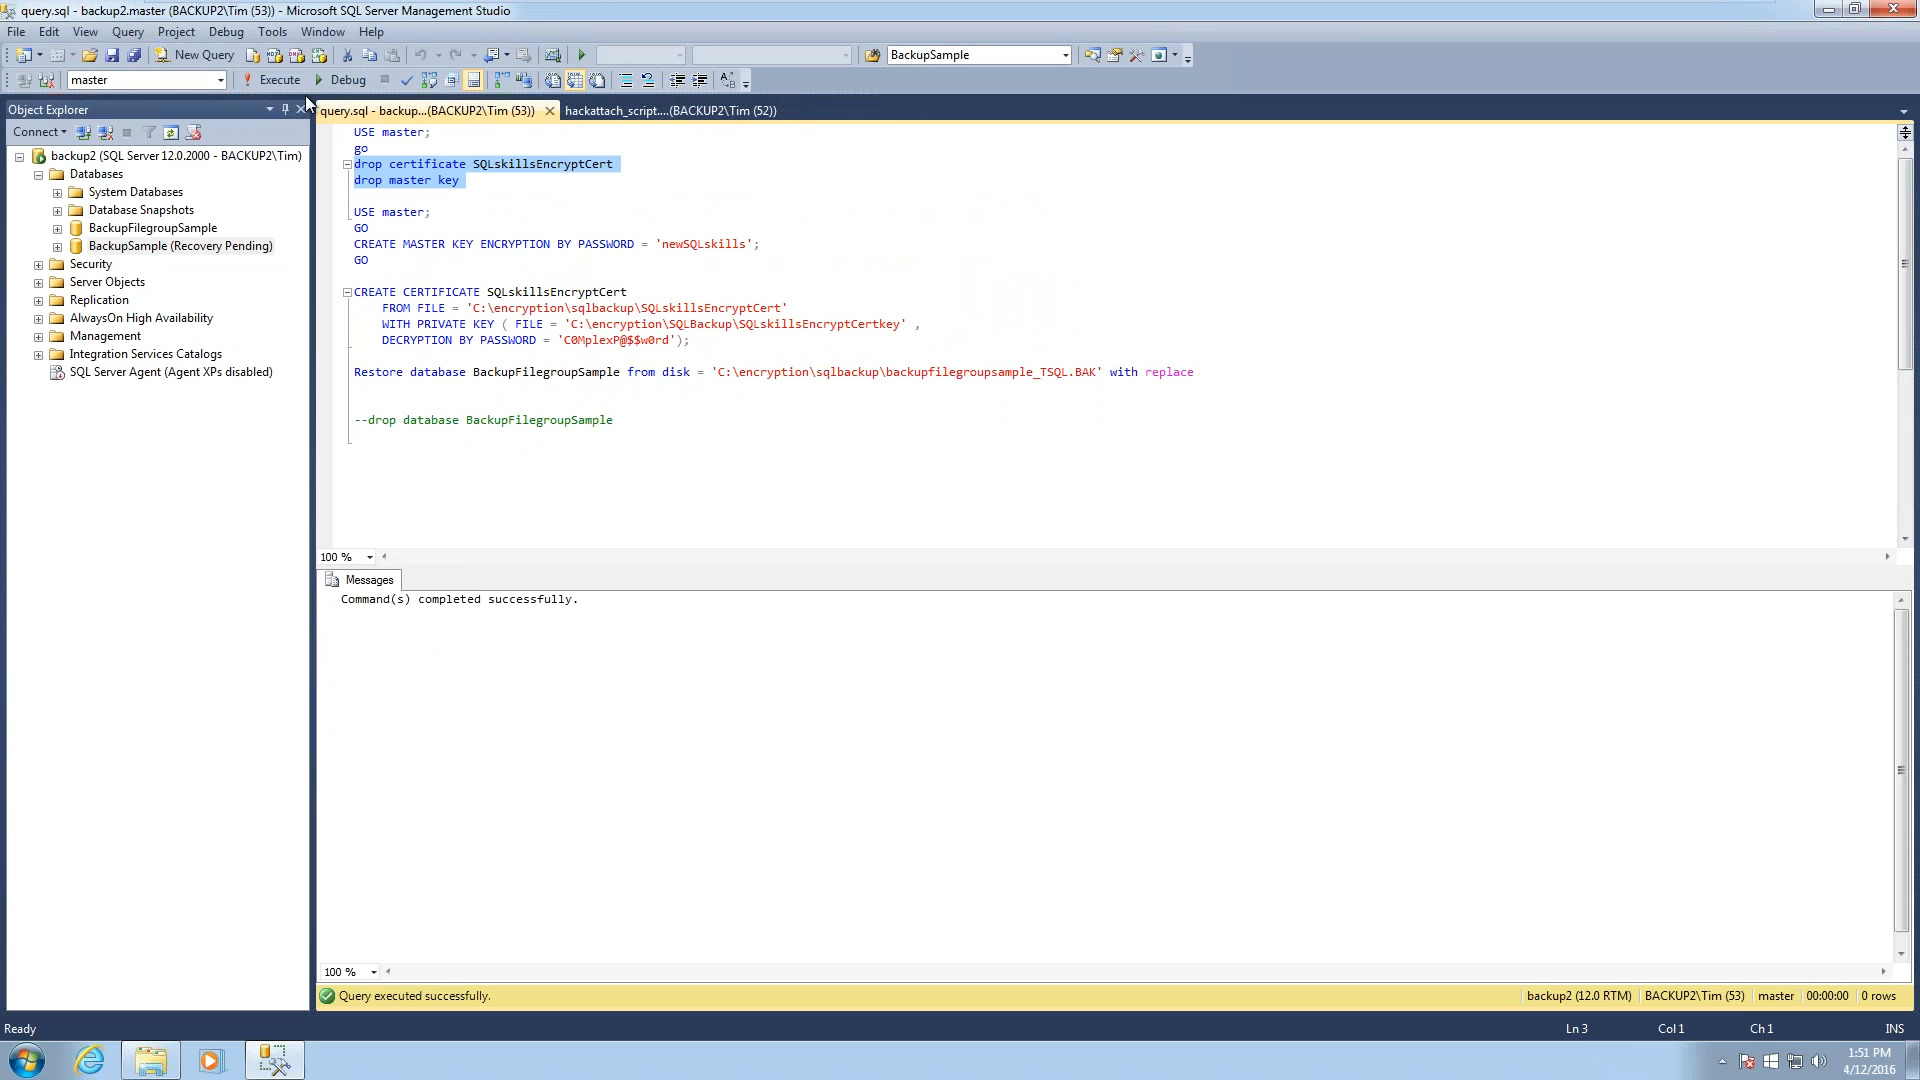 query.sql - backup2.master (BACKUP2\Tim (53)) - Microsoft SQL Server Management Studio
File Edit View Query Project Debug Tools Window Help
New Query BackupSample
master Execute Debug
Object Explorer
query.sql - backup...(BACKUP2\Tim (53)) hackattach_script....(BACKUP2\Tim (52))
Connect
backup2 (SQL Server 12.0.2000 - BACKUP2\Tim)
Databases
System Databases
Database Snapshots
BackupFilegroupSample
BackupSample (Recovery Pending)
Security
Server Objects
Replication
AlwaysOn High Availability
Management
Integration Services Catalogs
SQL Server Agent (Agent XPs disabled)
USE master;
go
drop certificate SQLskillsEncryptCert
drop master key
USE master;
GO
CREATE MASTER KEY ENCRYPTION BY PASSWORD = 'newSQLskills';
GO
CREATE CERTIFICATE SQLskillsEncryptCert
FROM FILE = 'C:\encryption\sqlbackup\SQLskillsEncryptCert'
WITH PRIVATE KEY ( FILE = 'C:\encryption\SQLBackup\SQLskillsEncryptCertkey' ,
DECRYPTION BY PASSWORD = 'C0MplexP@$$w0rd');
Restore database BackupFilegroupSample from disk = 'C:\encryption\sqlbackup\backupfilegroupsample_TSQL.BAK' with replace
--drop database BackupFilegroupSample
100 %
Messages
Command(s) completed successfully.
100 %
Query executed successfully. backup2 (12.0 RTM) BACKUP2\Tim (53) master 00:00:00 0 rows
Ready Ln 3 Col 1 Ch 1 INS
1:51 PM
4/12/2016